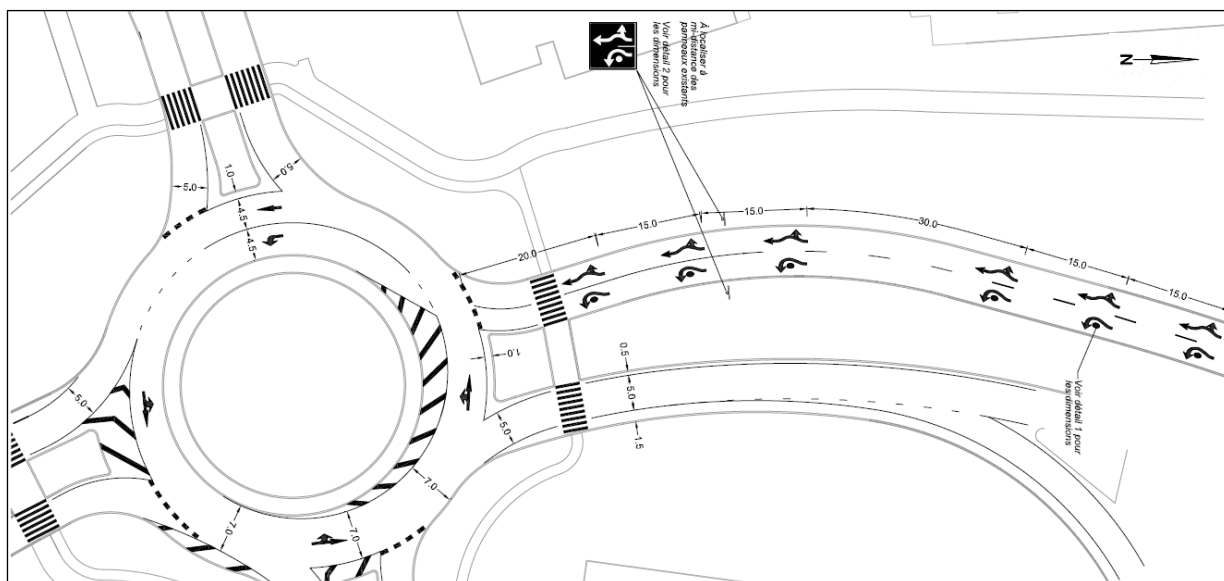 À localiser à
mi-distance des
panneaux existants
Voir détail 2 pour
les dimensions
N
5.0
1.0
5.0
4.5
4.5
20.0
15.0
15.0
30.0
15.0
15.0
1.0
0.5
5.0
1.5
5.0
5.0
7.0
7.0
7.0
Voir détail 1 pour
les dimensions